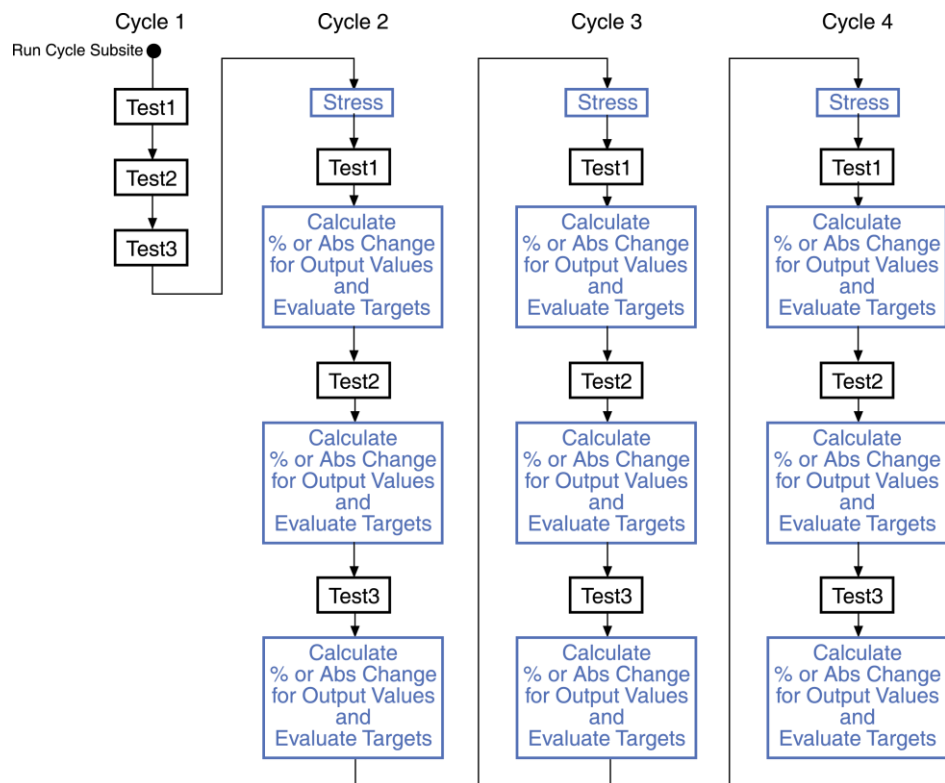 Cycle 1
Run Cycle Subsite
Test1
Test2
Test3
Cycle 2
Stress
Test1
Calculate
% or Abs Change
for Output Values
and
Evaluate Targets
Test2
Calculate
% or Abs Change
for Output Values
and
Evaluate Targets
Test3
Calculate
% or Abs Change
for Output Values
and
Evaluate Targets
Cycle 3
Stress
Test1
Calculate
% or Abs Change
for Output Values
and
Evaluate Targets
Test2
Calculate
% or Abs Change
for Output Values
and
Evaluate Targets
Test3
Calculate
% or Abs Change
for Output Values
and
Evaluate Targets
Cycle 4
Stress
Test1
Calculate
% or Abs Change
for Output Values
and
Evaluate Targets
Test2
Calculate
% or Abs Change
for Output Values
and
Evaluate Targets
Test3
Calculate
% or Abs Change
for Output Values
and
Evaluate Targets